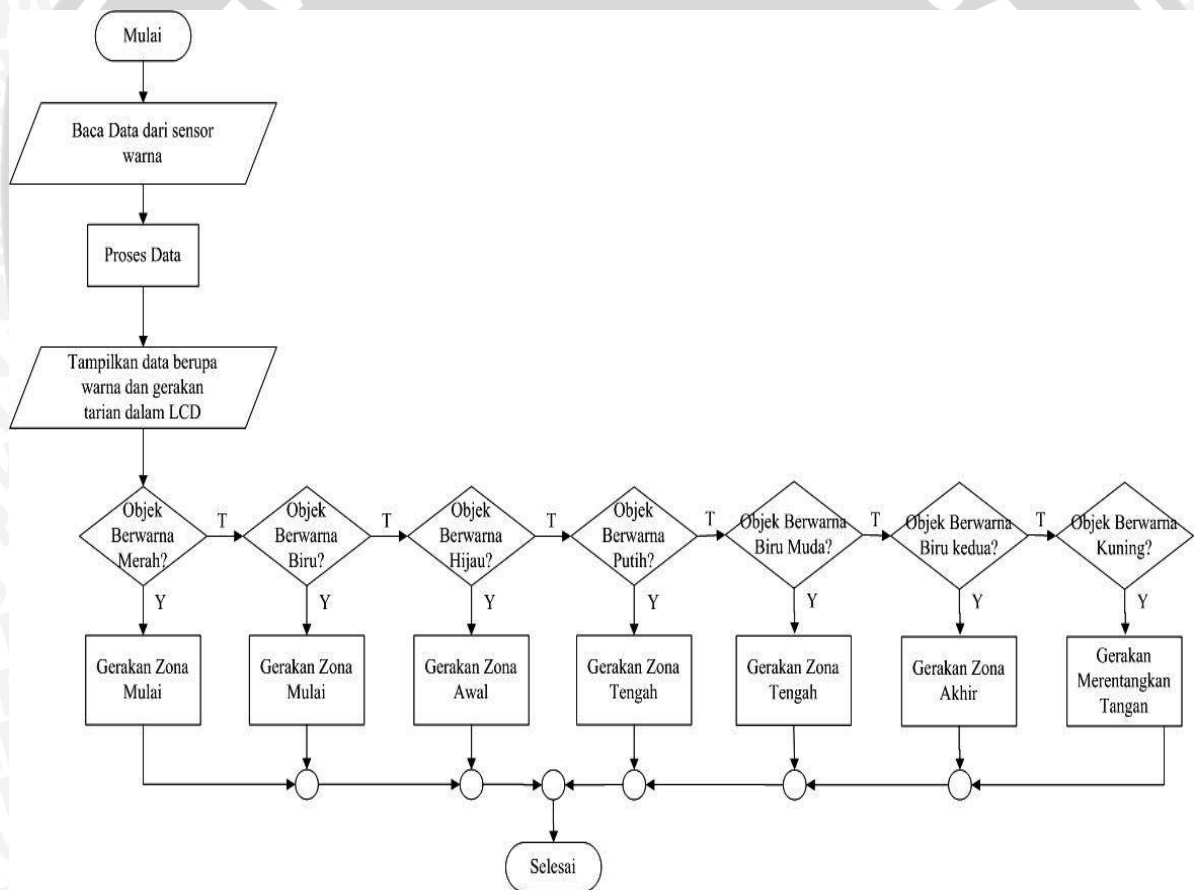 Mulai
Baca Data dari sensor
warna
Proses Data
Tampilkan data berupa
warna dan gerakan
tarian dalam LCD
Objek
Berwarna
Merah?
T
Objek
Berwarna
Biru?
T
Objek
Berwarna
Hijau?
T
Objek
Berwarna
Putih?
T
Objek Berwarna
Biru Muda?
T
Objek Berwarna
Biru kedua?
T
Objek Berwarna
Kuning?
Y
Y
Y
Y
Y
Y
Y
Gerakan Zona
Mulai
Gerakan Zona
Mulai
Gerakan Zona
Awal
Gerakan Zona
Tengah
Gerakan Zona
Tengah
Gerakan Zona
Akhir
Gerakan
Merentangkan
Tangan
Selesai